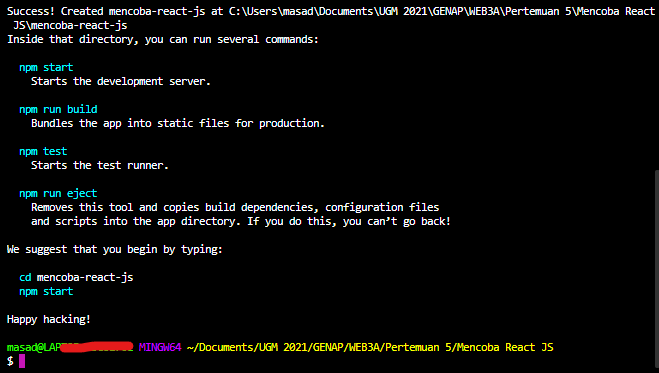 Success! Created mencoba-react-js at C:\Users\masad\Documents\UGM 2021\GENAP\WEB3A\Pertemuan 5\Mencoba React
JS\mencoba-react-js
Inside that directory, you can run several commands:
npm start
Starts the development server.
npm run build
Bundles the app into static files for production.
npm test
Starts the test runner.
npm run eject
Removes this tool and copies build dependencies, configuration files
and scripts into the app directory. If you do this, you can’t go back!
We suggest that you begin by typing:
cd mencoba-react-js
npm start
Happy hacking!
masad@LAP MINGW64 ~/Documents/UGM 2021/GENAP/WEB3A/Pertemuan 5/Mencoba React JS
$